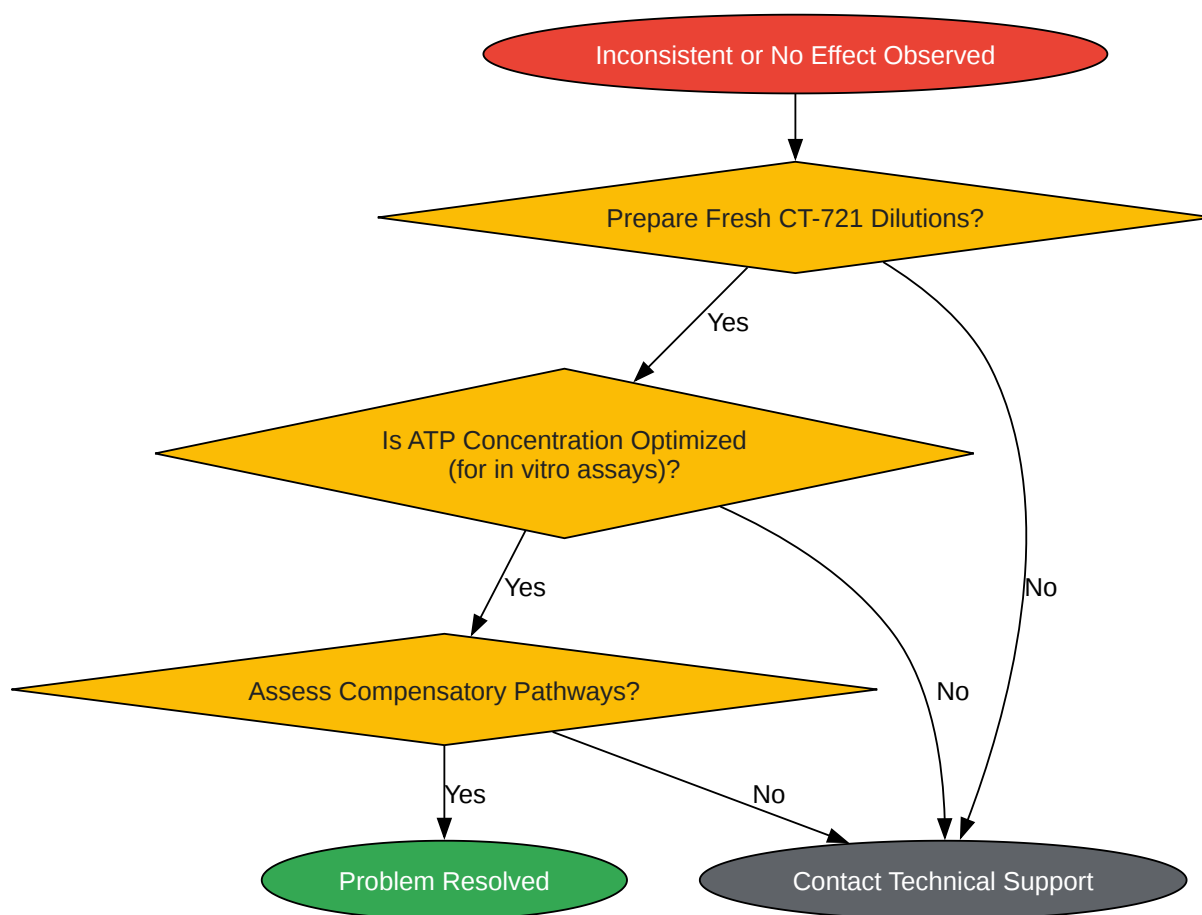 Inconsistent or No Effect Observed
Prepare Fresh CT-721 Dilutions?
Yes
Is ATP Concentration Optimized
(for in vitro assays)?
Yes
No
Assess Compensatory Pathways?
No
Yes
No
Problem Resolved
Contact Technical Support